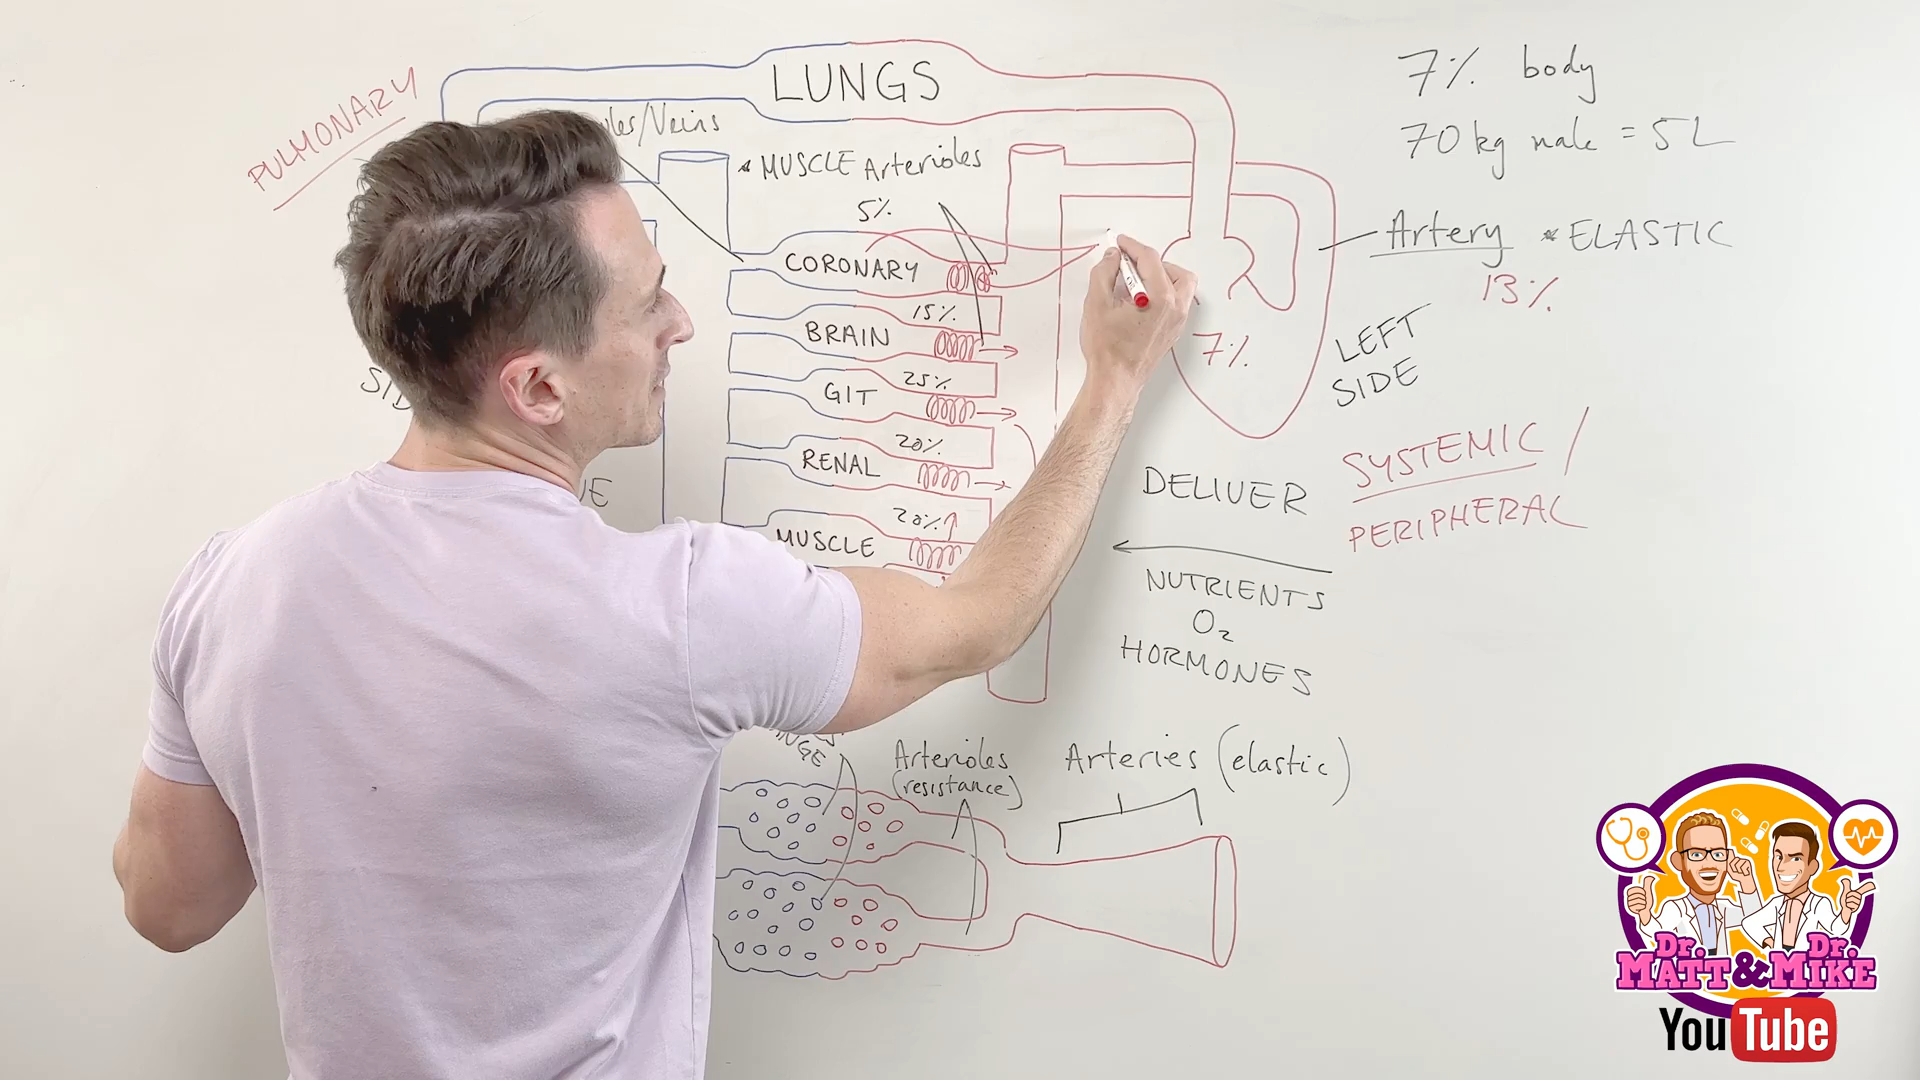 PULMONARY
LUNGS
/Veins
* MUSCLE Arterioles
5%
CORONARY
15%
BRAIN
25%
GIT
20%
RENAL
20% ↑
MUSCLE
7% body
70 kg male = 5 L
Artery * ELASTIC
13%
7%
LEFT
SIDE
SYSTEMIC /
PERIPHERAL
DELIVER
NUTRIENTS
O₂
HORMONES
Arterioles
(resistance)
Arteries (elastic)
Dr. Dr.
MATT & MIKE
YouTube